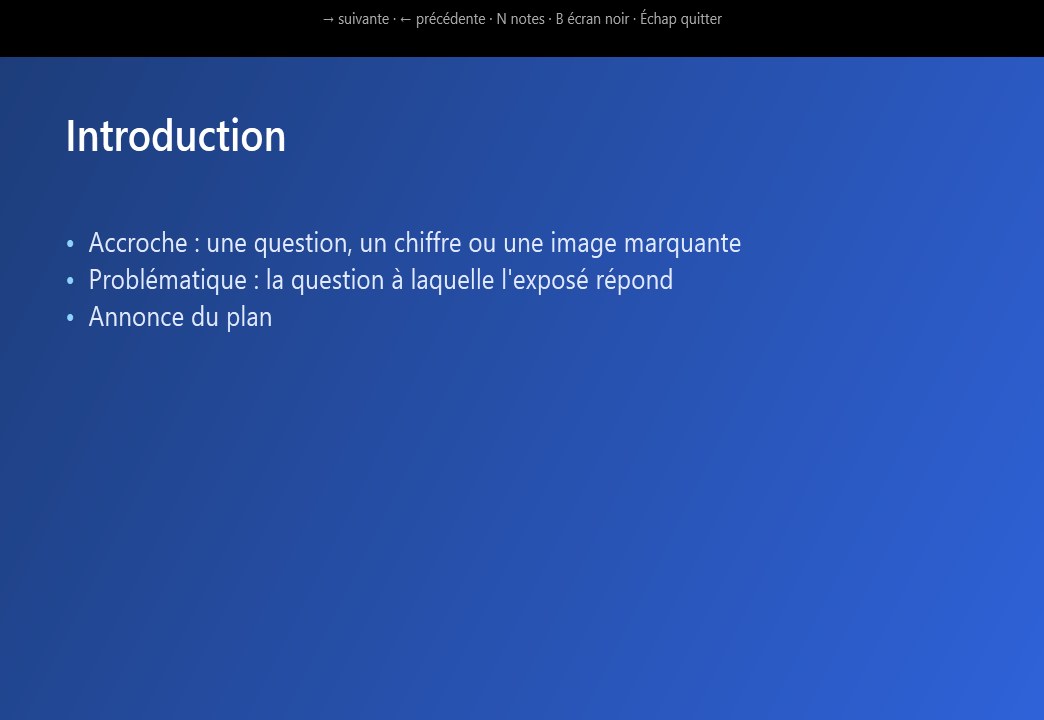 → suivante · ← précédente · N notes · B écran noir · Échap quitter
Introduction
• Accroche : une question, un chiffre ou une image marquante
• Problématique : la question à laquelle l'exposé répond
• Annonce du plan